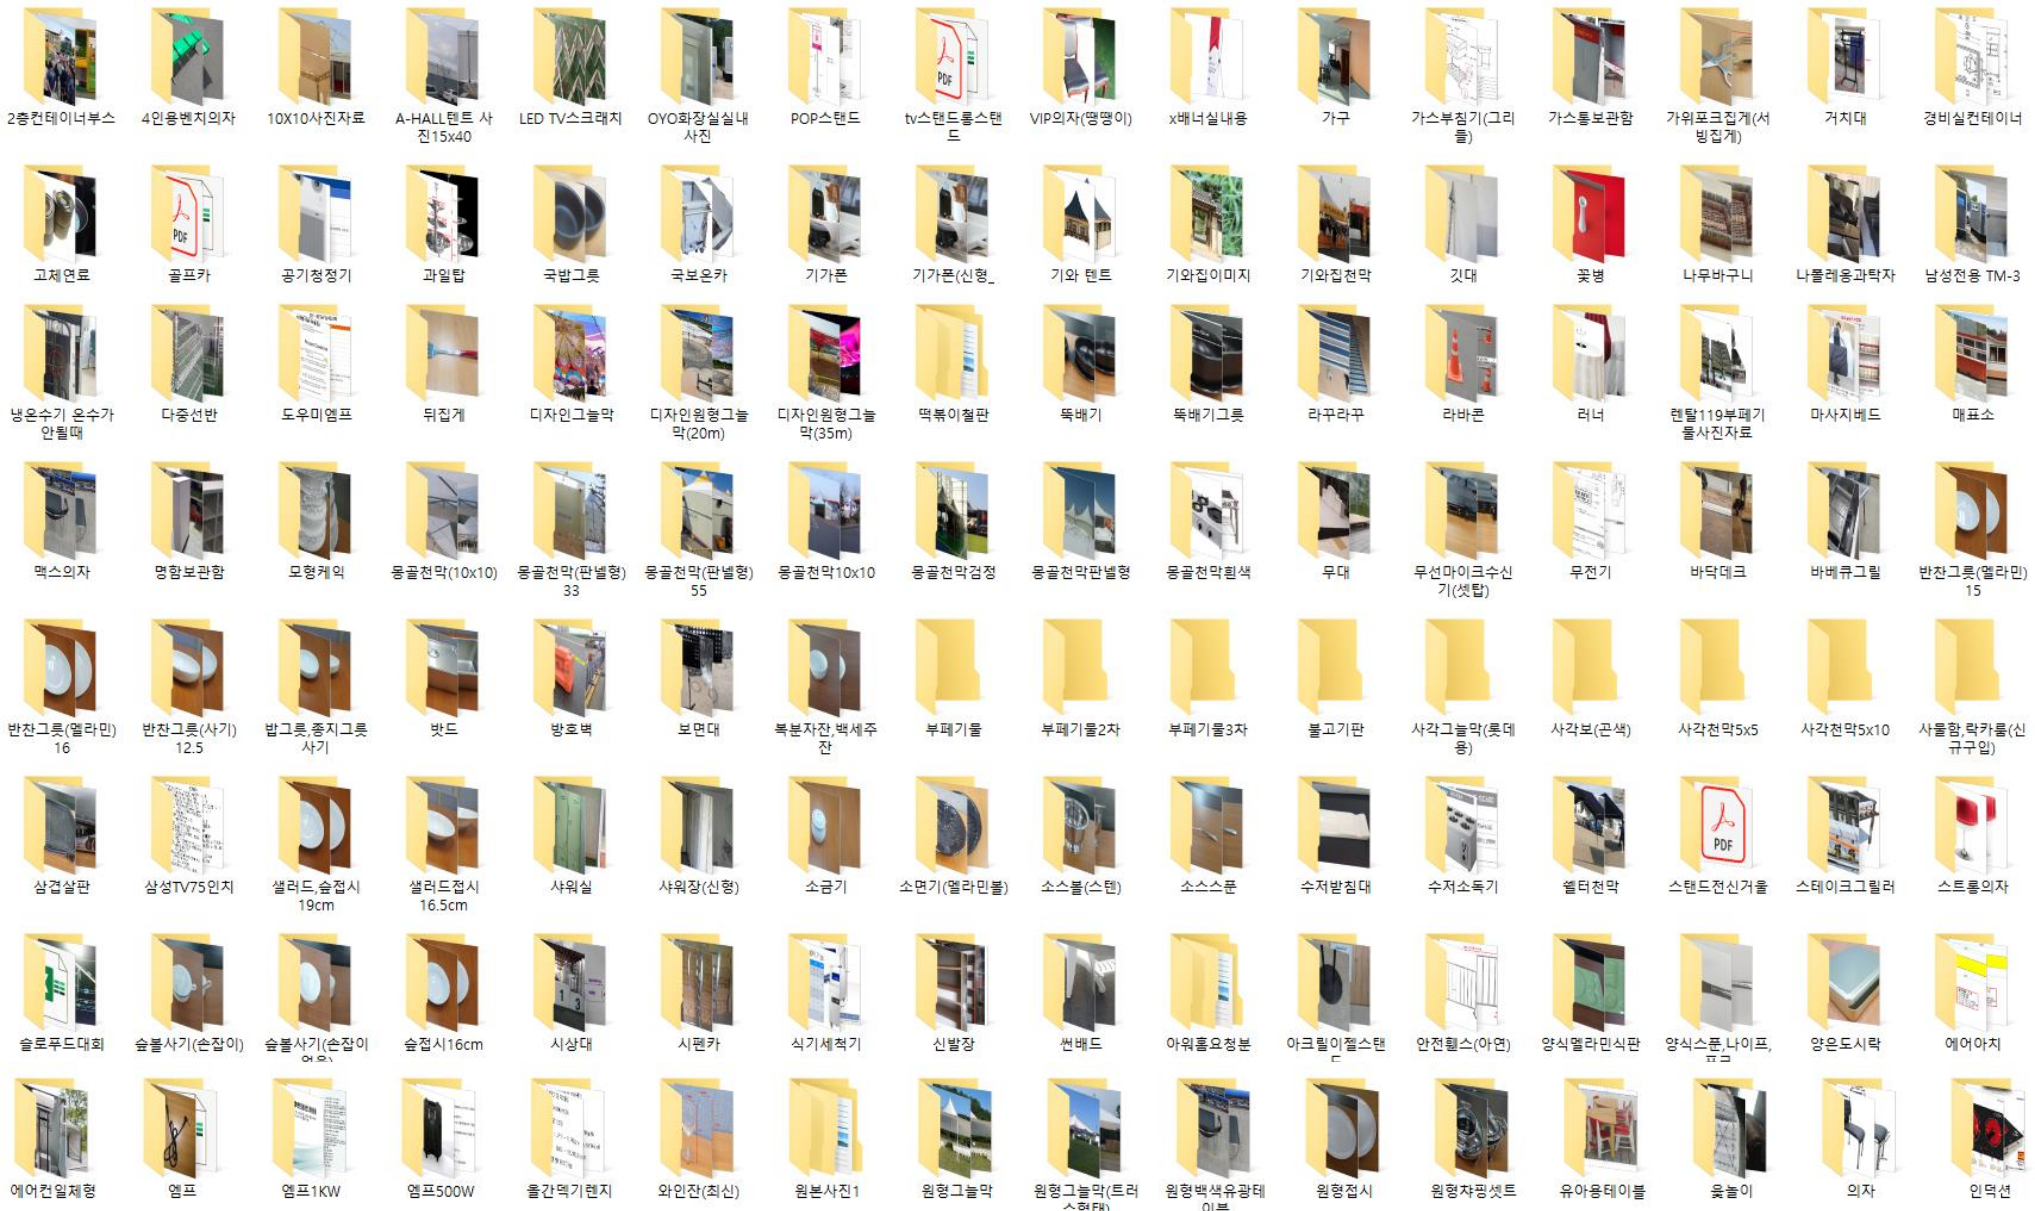 2층컨테이너부스
4인용벤치의자
10X10사진자료
A-HALL텐트 사
진15x40
LED TV스크래치
OYO화장실실내
사진
POP스탠드
tv스탠드롱스탠
드
VIP의자(땡땡이)
x배너실내용
가구
가스부침기(그리
들)
가스통보관함
가위포크집게(서
빙집게)
거치대
경비실컨테이너
고체연료
골프카
공기청정기
과일탑
국밥그릇
국보온카
기가폰
기가폰(신형_
기와 텐트
기와집이미지
기와집천막
깃대
꽃병
나무바구니
나폴레옹과탁자
남성전용 TM-3
냉온수기 온수가
안될때
다중선반
도우미엠프
뒤집게
디자인그늘막
디자인원형그늘
막(20m)
디자인원형그늘
막(35m)
떡볶이철판
뚝배기
뚝배기그릇
라꾸라꾸
라바콘
러너
렌탈119부페기
물사진자료
마사지베드
매표소
맥스의자
명함보관함
모형케익
몽골천막(10x10)
몽골천막(판넬형)
33
몽골천막(판넬형)
55
몽골천막10x10
몽골천막검정
몽골천막판넬형
몽골천막흰색
무대
무선마이크수신
기(셋탑)
무전기
바닥데크
바베큐그릴
반찬그릇(멜라민)
15
반찬그릇(멜라민)
16
반찬그릇(사기)
12.5
밥그릇,종지그릇
사기
밧드
방호벽
보면대
복분자잔,백세주
잔
부페기물
부페기물2차
부페기물3차
불고기판
사각그늘막(롯데
용)
사각보(곤색)
사각천막5x5
사각천막5x10
사물함,락카룸(신
규구입)
삼겹살판
삼성TV75인치
샐러드,숲접시
19cm
샐러드접시
16.5cm
샤워실
샤워장(신형)
소금기
소면기(멜라민볼)
소스볼(스텐)
소스스푼
수저받침대
수저소독기
쉘터천막
스탠드전신거울
스테이크그릴러
스트롱의자
슬로푸드대회
숲볼사기(손잡이)
숲볼사기(손잡이
없음)
숲접시16cm
시상대
시펜카
식기세척기
신발장
썬배드
아워홈요청분
아크릴이젤스탠
드
안전휀스(아연)
양식멜라민식판
양식스푼,나이프,
포크
양은도시락
에어아치
에어컨일체형
엠프
엠프1KW
엠프500W
올간덱기렌지
와인잔(최신)
원본사진1
원형그늘막
원형그늘막(트러
스형태)
원형백색유광테
이블
원형접시
원형챠핑셋트
유아용테이블
윷놀이
의자
인덕션